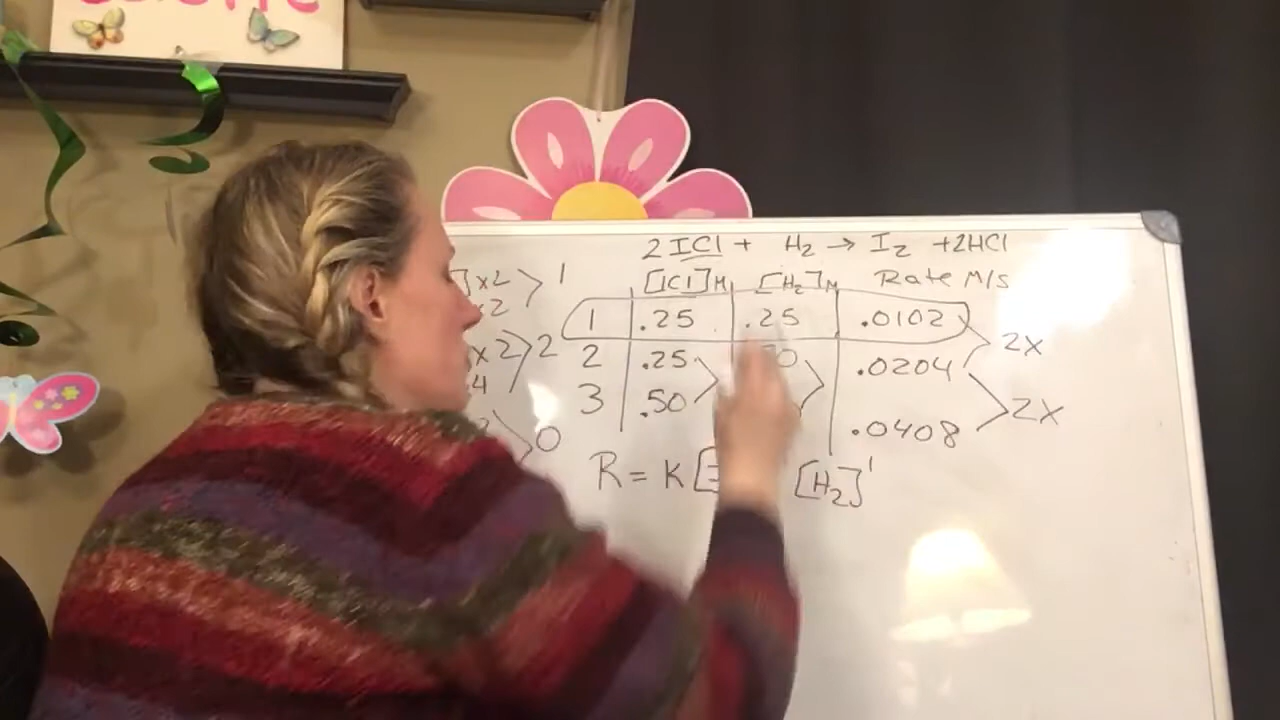 2ICl + H₂ → I₂ +2HCl
[ICl]M [H₂]M Rate M/s
]x2 > 1
x2
1 .25 .25 .0102
2x
x2 > 2
4
2 .25 .0204
3 .50 .0408
2x
0
R = K [ [H₂]¹